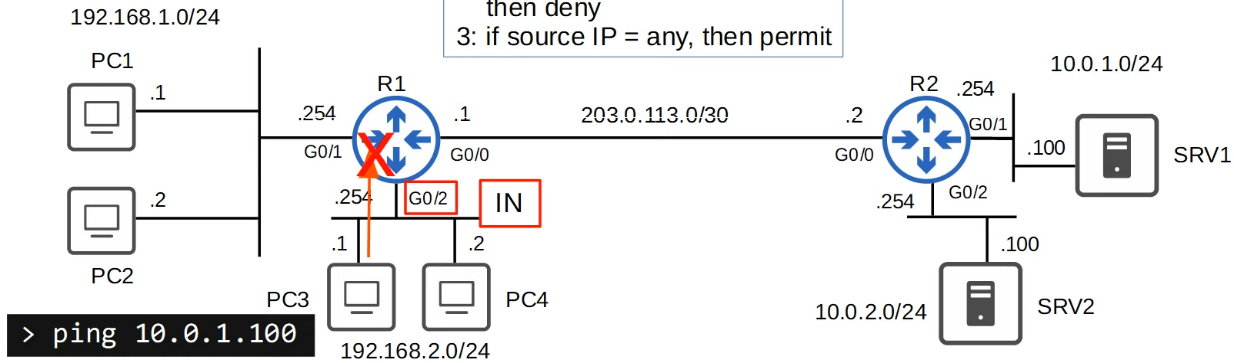 then deny
3: if source IP = any, then permit
192.168.1.0/24
PC1
.1
.2
PC2
.254
G0/1
R1
.1
G0/0
203.0.113.0/30
.2
G0/0
R2
.254
G0/1
10.0.1.0/24
.100
SRV1
.254
G0/2
IN
.1
.2
PC3
PC4
192.168.2.0/24
.254
G0/2
.100
10.0.2.0/24
SRV2
> ping 10.0.1.100